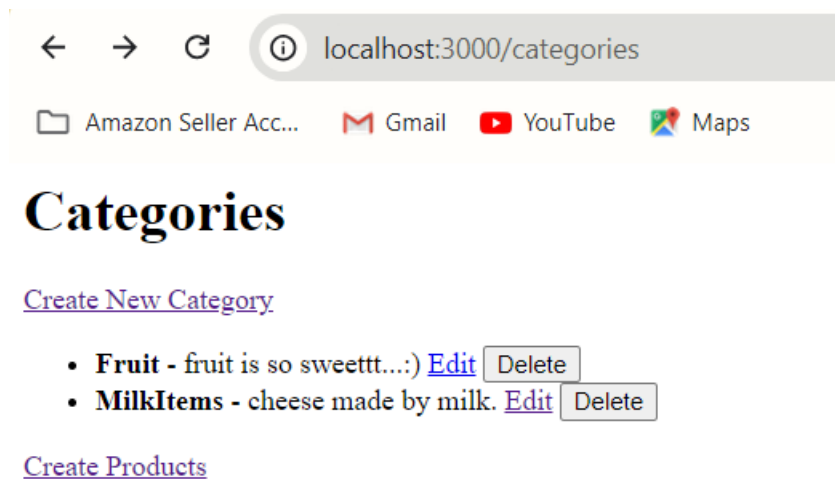 localhost:3000/categories
Amazon Seller Acc... Gmail YouTube Maps
Categories
Create New Category
Fruit - fruit is so sweettt...:) Edit Delete
MilkItems - cheese made by milk. Edit Delete
Create Products